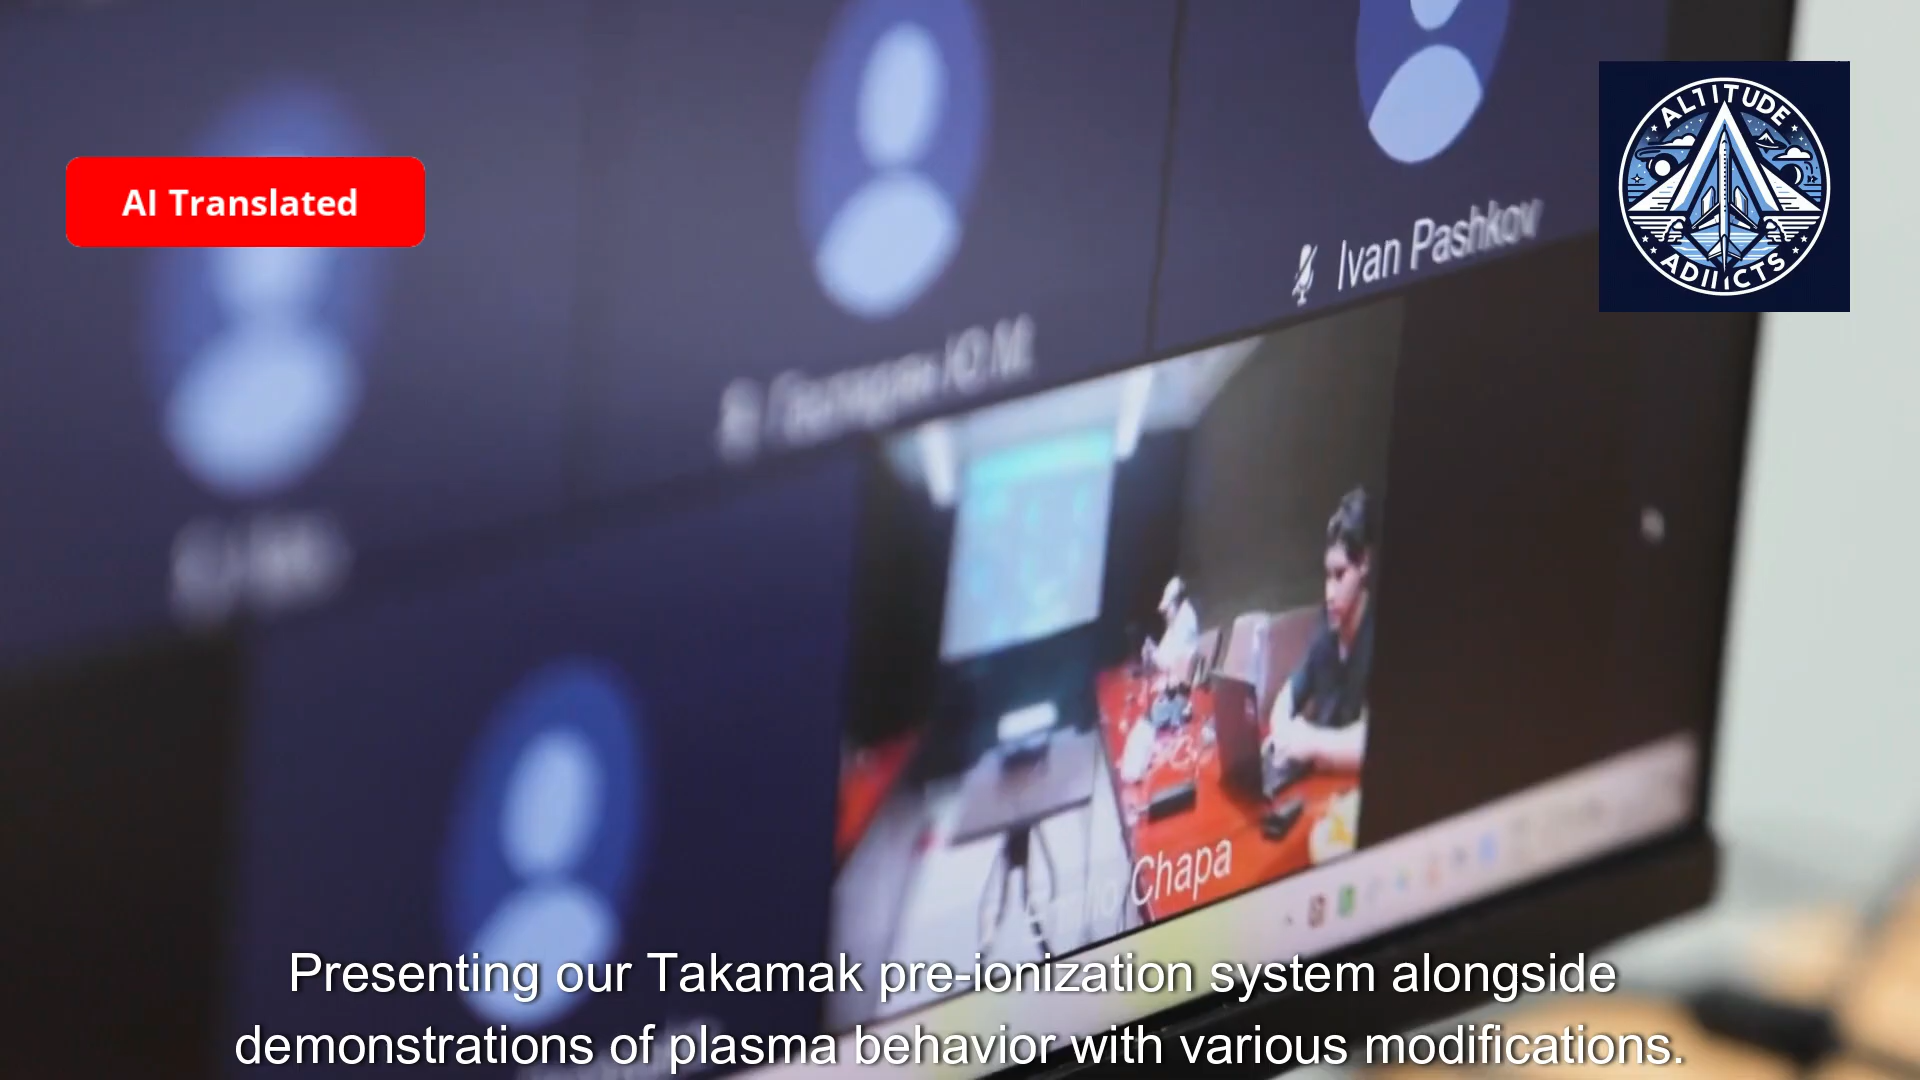 ALTITUDE
ADIICTS
AI Translated
Ivan Pashkov
Chapa
Presenting our Takamak pre-ionization system alongside
demonstrations of plasma behavior with various modifications.